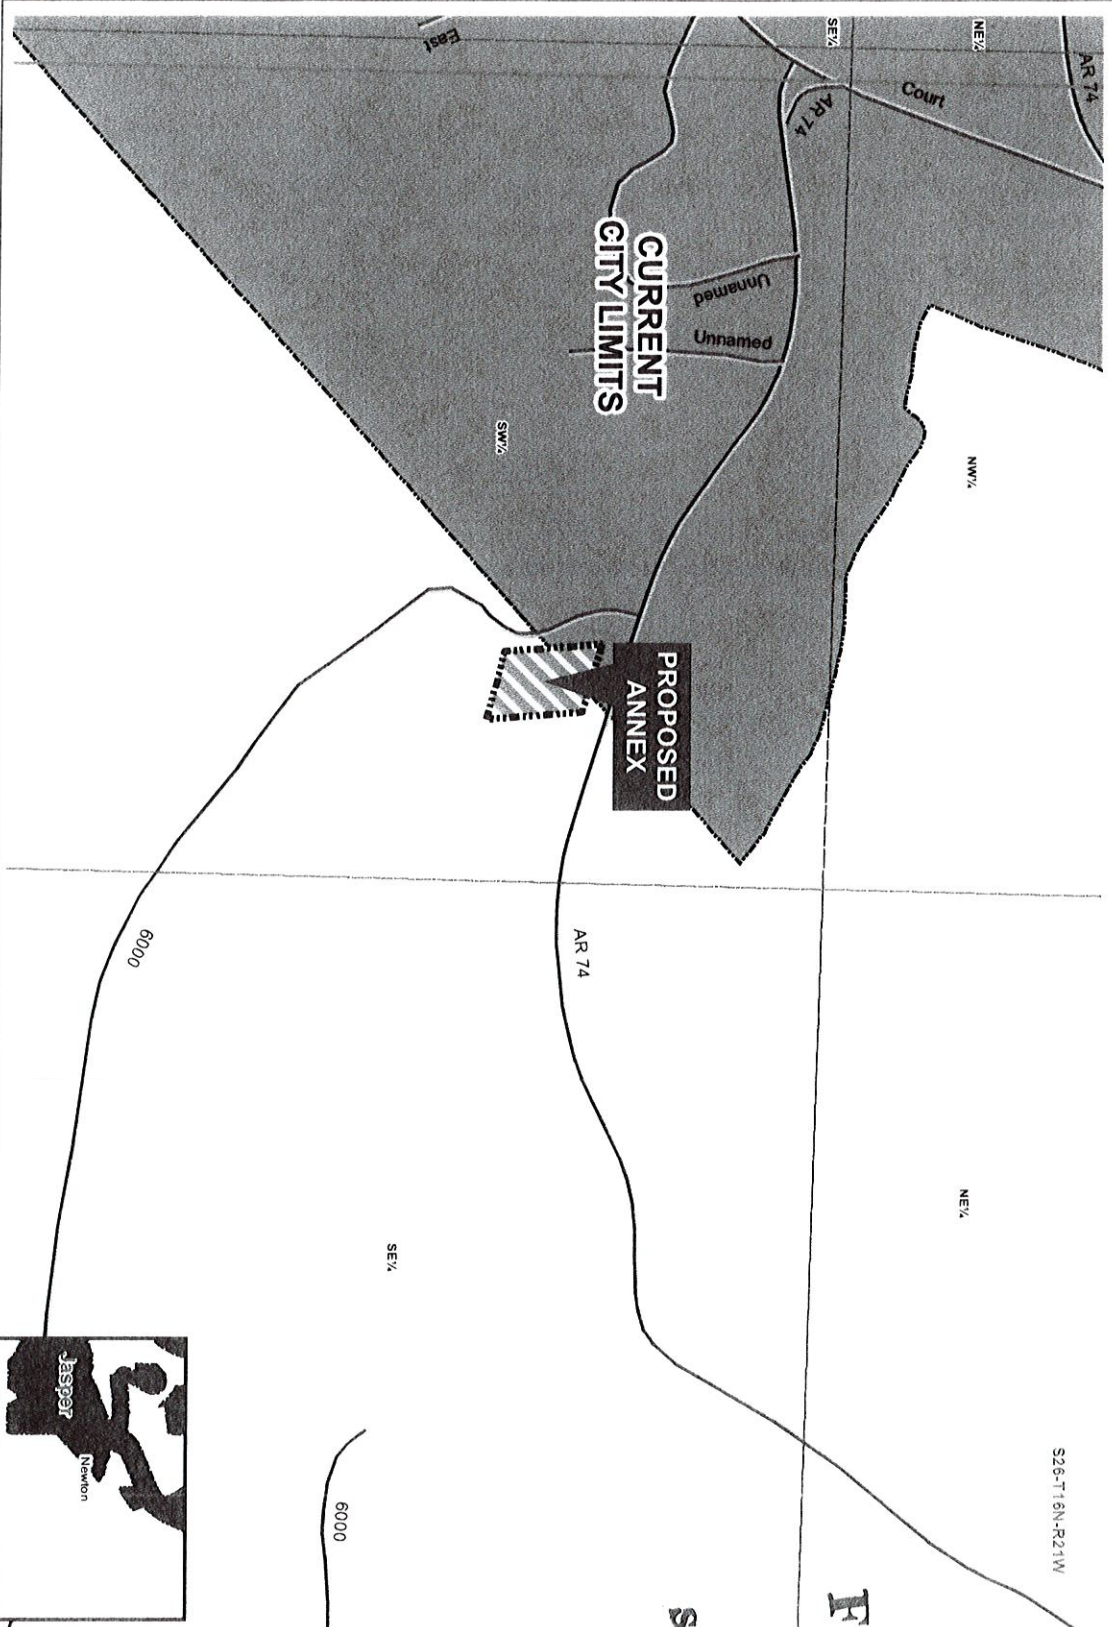 AR 74
S26-T16N-R21W
NE¼
NW¼
NE¼
Court
F
SE¼
AR 74
Unnamed
Unnamed
S
PROPOSED
ANNEX
CURRENT
CITY LIMITS
AR 74
SW¼
East
SE¼
6000
6000
Newton
Jasper